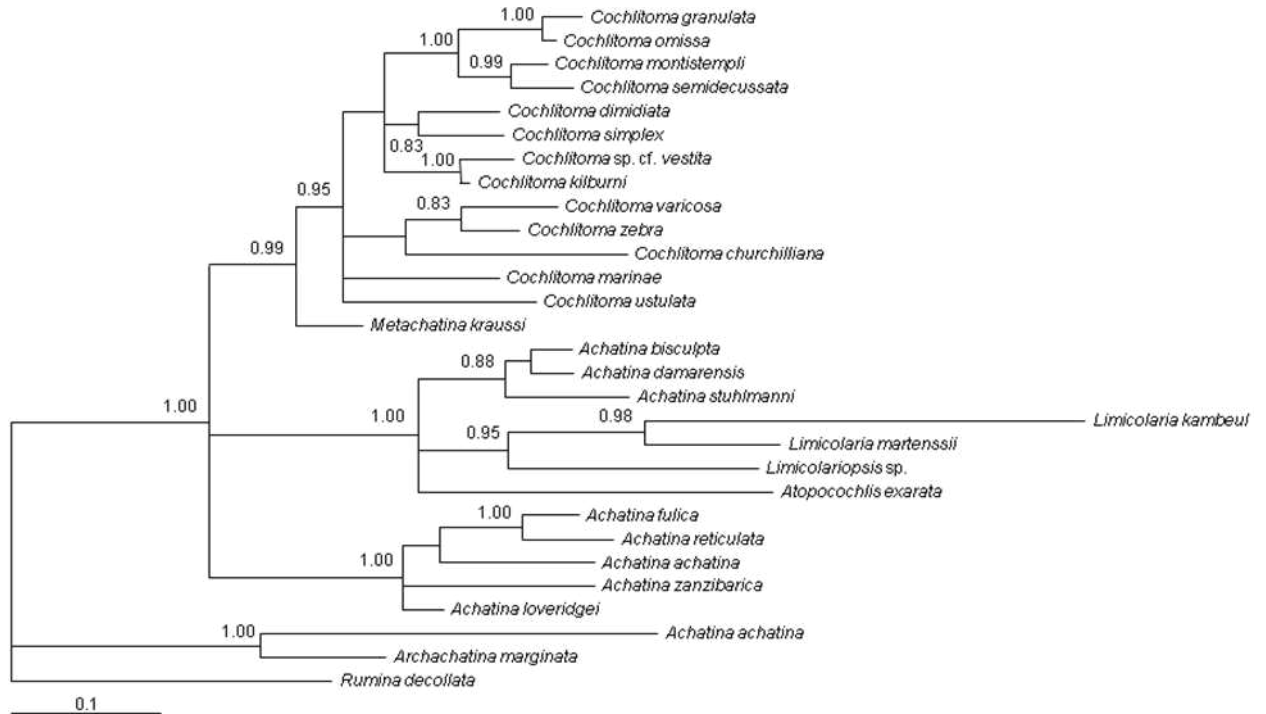 1.00 Cochlitoma granulata
1.00 Cochlitoma omissa
0.99 Cochlitoma montistempli
Cochlitoma semidecussata
Cochlitoma dimidiata
0.83 Cochlitoma simplex
1.00 Cochlitoma sp. cf. vestita
Cochlitoma kilburni
0.95
0.83 Cochlitoma varicosa
Cochlitoma zebra
0.99 Cochlitoma churchilliana
Cochlitoma marinae
Cochlitoma ustulata
Metachatina kraussi
Achatina bisculpta
0.88 Achatina damarensis
Achatina stuhlmanni
1.00 1.00 0.98 Limicolaria kambeul
0.95 Limicolaria martenssii
Limicolariopsis sp.
Atopocochlis exarata
1.00 Achatina fulica
Achatina reticulata
1.00 Achatina achatina
Achatina zanzibarica
Achatina loveridgei
1.00 Achatina achatina
Archachatina marginata
Rumina decollata
0.1